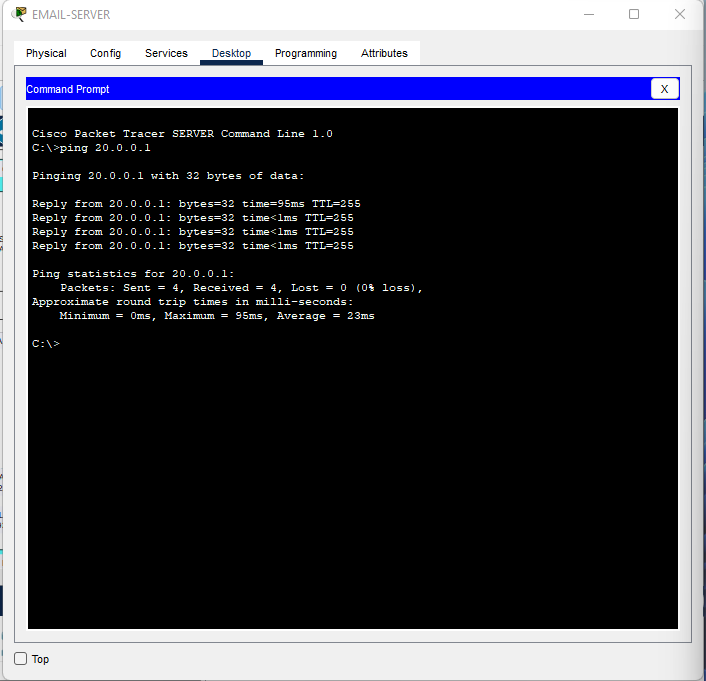 EMAIL-SERVER
Physical Config Services Desktop Programming Attributes
Command Prompt X
Cisco Packet Tracer SERVER Command Line 1.0
C:\>ping 20.0.0.1
Pinging 20.0.0.1 with 32 bytes of data:
Reply from 20.0.0.1: bytes=32 time=95ms TTL=255
Reply from 20.0.0.1: bytes=32 time<1ms TTL=255
Reply from 20.0.0.1: bytes=32 time<1ms TTL=255
Reply from 20.0.0.1: bytes=32 time<1ms TTL=255
Ping statistics for 20.0.0.1:
Packets: Sent = 4, Received = 4, Lost = 0 (0% loss),
Approximate round trip times in milli-seconds:
Minimum = 0ms, Maximum = 95ms, Average = 23ms
C:\>
Top